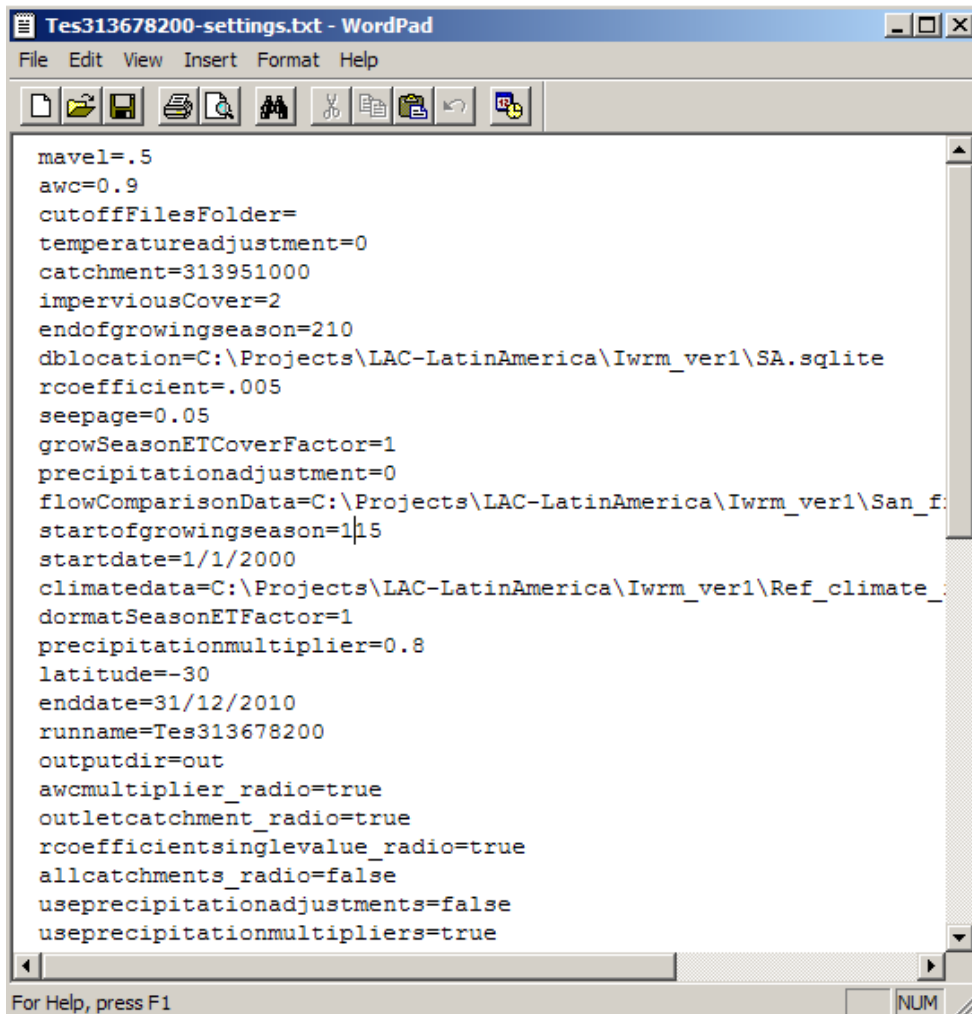 Tes313678200-settings.txt - WordPad
File Edit View Insert Format Help
mavel=.5
awc=0.9
cutoffFilesFolder=
temperatureadjustment=0
catchment=313951000
imperviousCover=2
endofgrowingseason=210
dblocation=C:\Projects\LAC-LatinAmerica\Iwrm_ver1\SA.sqlite
rcoefficient=.005
seepage=0.05
growSeasonETCoverFactor=1
precipitationadjustment=0
flowComparisonData=C:\Projects\LAC-LatinAmerica\Iwrm_ver1\San_f
startofgrowingseason=115
startdate=1/1/2000
climatedata=C:\Projects\LAC-LatinAmerica\Iwrm_ver1\Ref_climate_
dormatSeasonETFactor=1
precipitationmultiplier=0.8
latitude=-30
enddate=31/12/2010
runname=Tes313678200
outputdir=out
awcmultiplier_radio=true
outletcatchment_radio=true
rcoefficientsinglevalue_radio=true
allcatchments_radio=false
useprecipitationadjustments=false
useprecipitationmultipliers=true
For Help, press F1
NUM